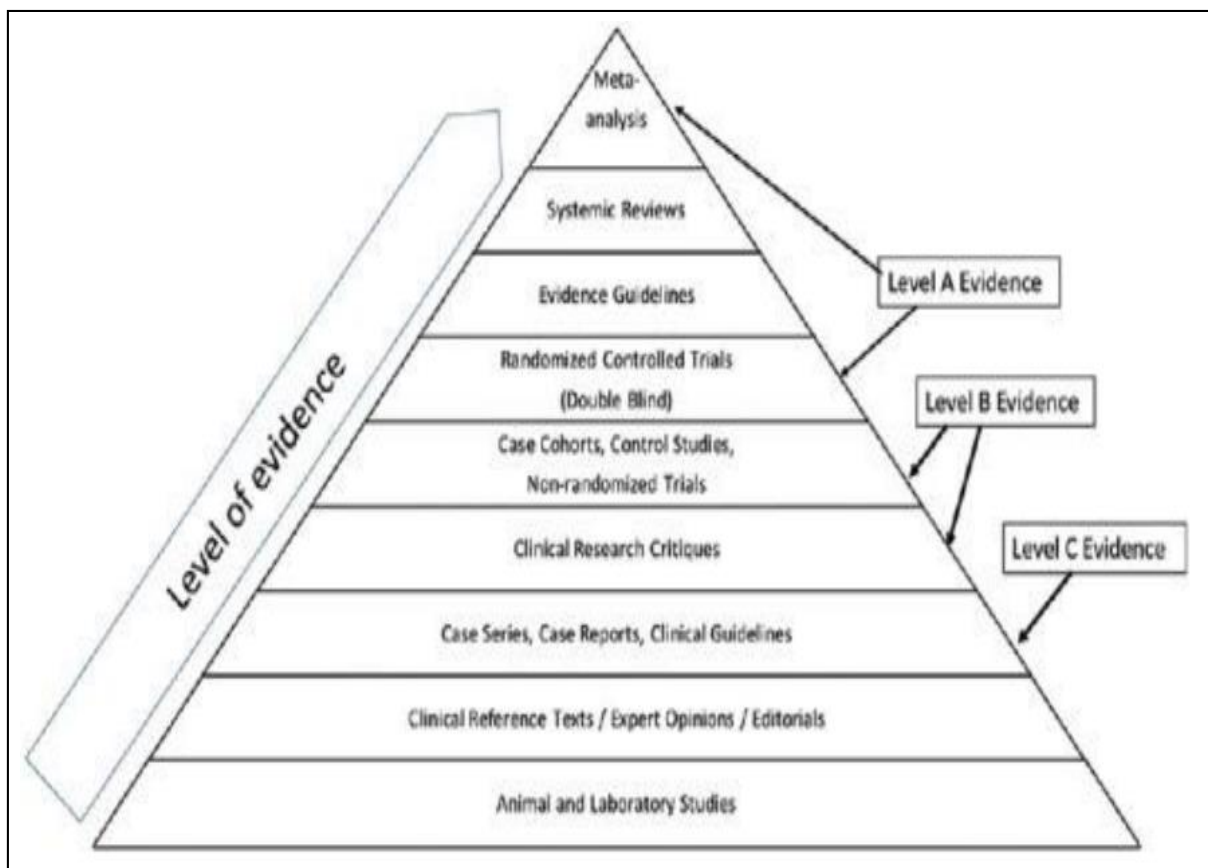 Meta-
analysis
Systemic Reviews
Evidence Guidelines
Randomized Controlled Trials
(Double Blind)
Case Cohorts, Control Studies,
Non-randomized Trials
Clinical Research Critiques
Case Series, Case Reports, Clinical Guidelines
Clinical Reference Texts / Expert Opinions / Editorials
Animal and Laboratory Studies
Level of evidence
Level A Evidence
Level B Evidence
Level C Evidence